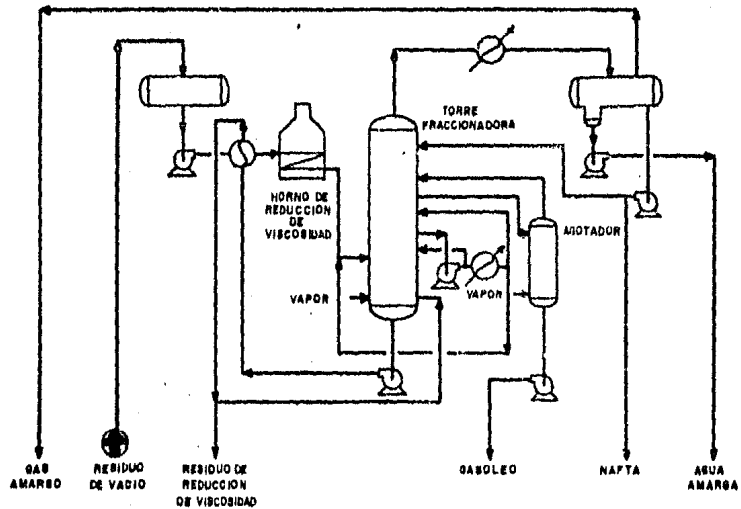 TORRE
FRACCIONADORA
HORNO DE
REDUCCION
DE
VISCOSIDAD
AGOTADOR
VAPOR
VAPOR
GAS
AMARGO
RESIDUO
DE VACIO
RESIDUO DE
REDUCCION
DE VISCOSIDAD
GASOLEO
NAFTA
AGUA
AMARGA